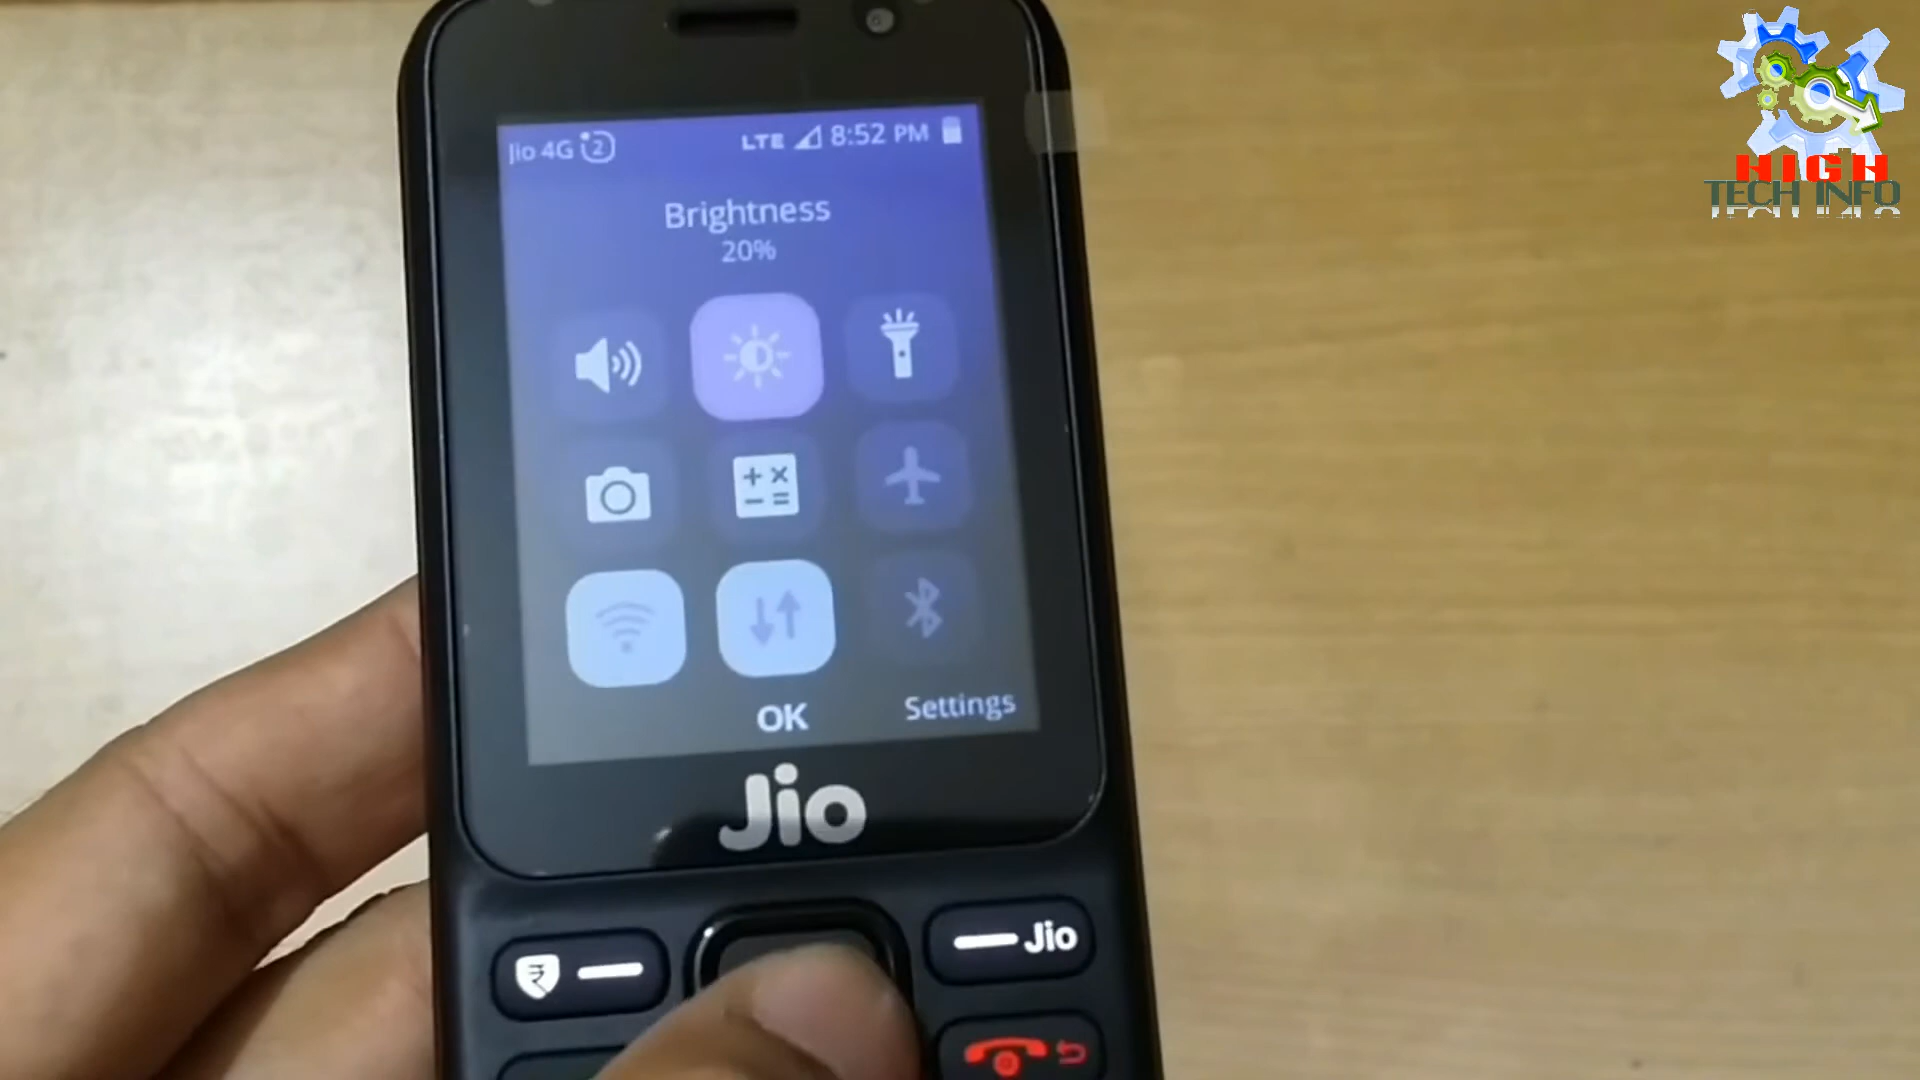 Jio 4G 2 LTE 8:52 PM
Brightness
20%
OK
Settings
Jio
Jio
HIGH
TECH INFO